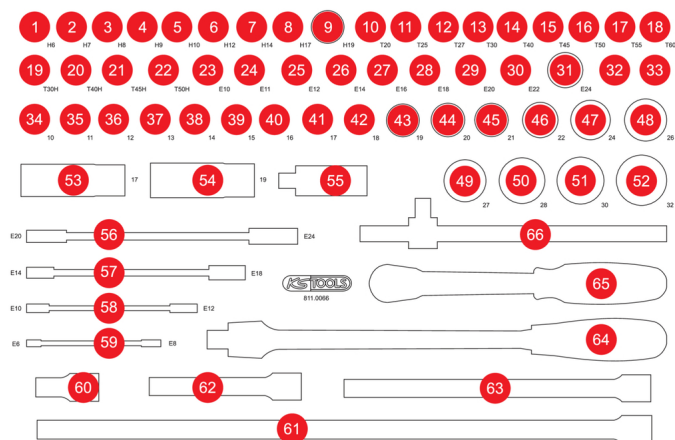 1 2 3 4 5 6 7 8 9 10 11 12 13 14 15 16 17 18
H6 H7 H8 H9 H10 H12 H14 H17 H19 T20 T25 T27 T30 T40 T45 T50 T55 T60
19 20 21 22 23 24 25 26 27 28 29 30 31 32 33
T30H T40H T45H T50H E10 E11 E12 E14 E16 E18 E20 E22 E24
34 35 36 37 38 39 40 41 42 43 44 45 46 47 48
10 11 12 13 14 15 16 17 18 19 20 21 22 24 26
53 17 54 19 55 49 50 51 52
27 28 30 32
E20 56 E24 66
E14 57 E18
KS TOOLS 65
811.0066
E10 58 E12
E6 59 E8 64
60 62 63
61